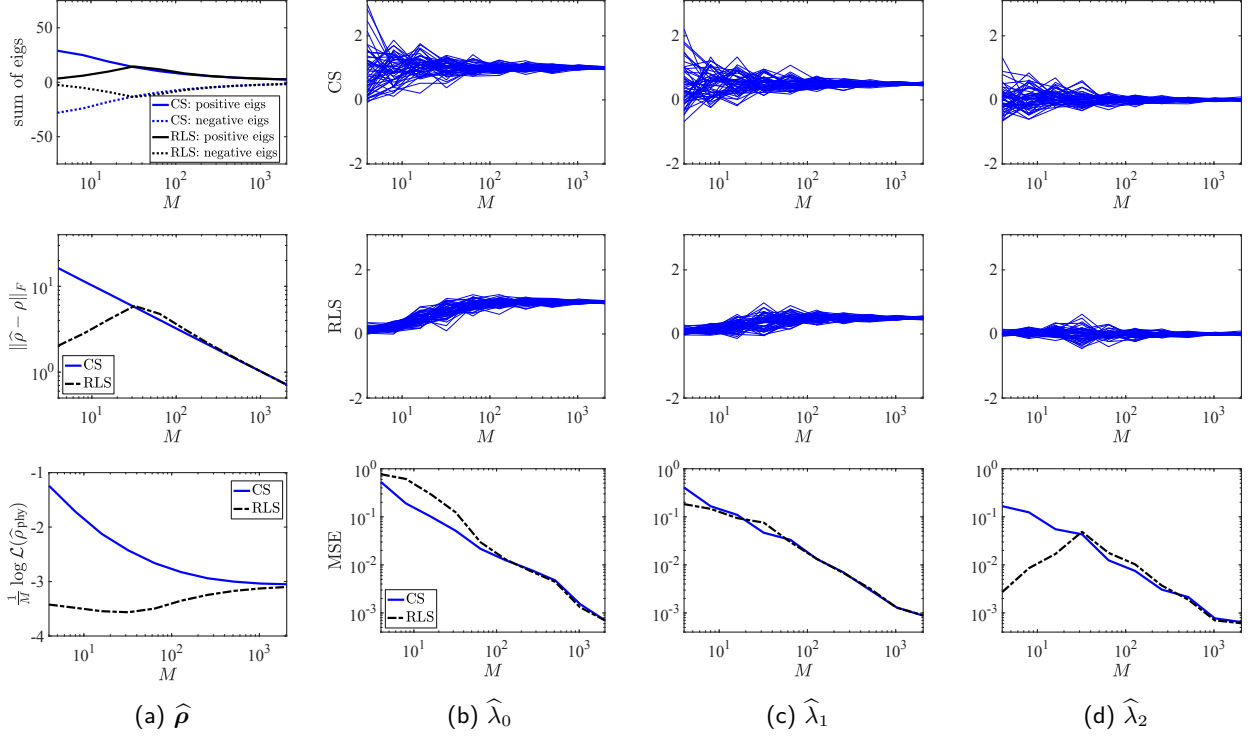 50
0
-50
sum of eigs
CS: positive eigs
CS: negative eigs
RLS: positive eigs
RLS: negative eigs
10^1 10^2 10^3
M
2
0
-2
CS
10^1 10^2 10^3
M
2
0
-2
10^1 10^2 10^3
M
2
0
-2
10^1 10^2 10^3
M
10^1
10^0
‖ρ̂ − ρ‖_F
CS
RLS
10^1 10^2 10^3
M
2
0
-2
RLS
10^1 10^2 10^3
M
2
0
-2
10^1 10^2 10^3
M
2
0
-2
10^1 10^2 10^3
M
-1
-2
-3
-4
1/M log L(ρ̂_phy)
CS
RLS
10^1 10^2 10^3
M
10^0
10^-1
10^-2
10^-3
MSE
CS
RLS
10^1 10^2 10^3
M
10^0
10^-1
10^-2
10^-3
10^1 10^2 10^3
M
10^0
10^-1
10^-2
10^-3
10^1 10^2 10^3
M
(a) ρ̂
(b) λ̂_0
(c) λ̂_1
(d) λ̂_2